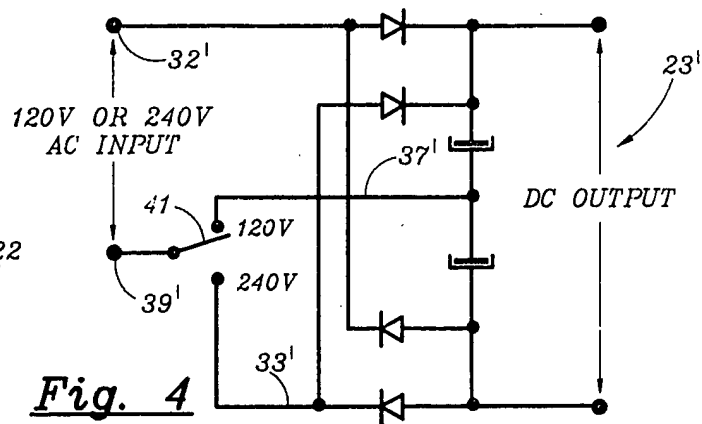 32'
23'
120V OR 240V
AC INPUT
37'
DC OUTPUT
41
120V
22
39'
240V
33'
Fig. 4